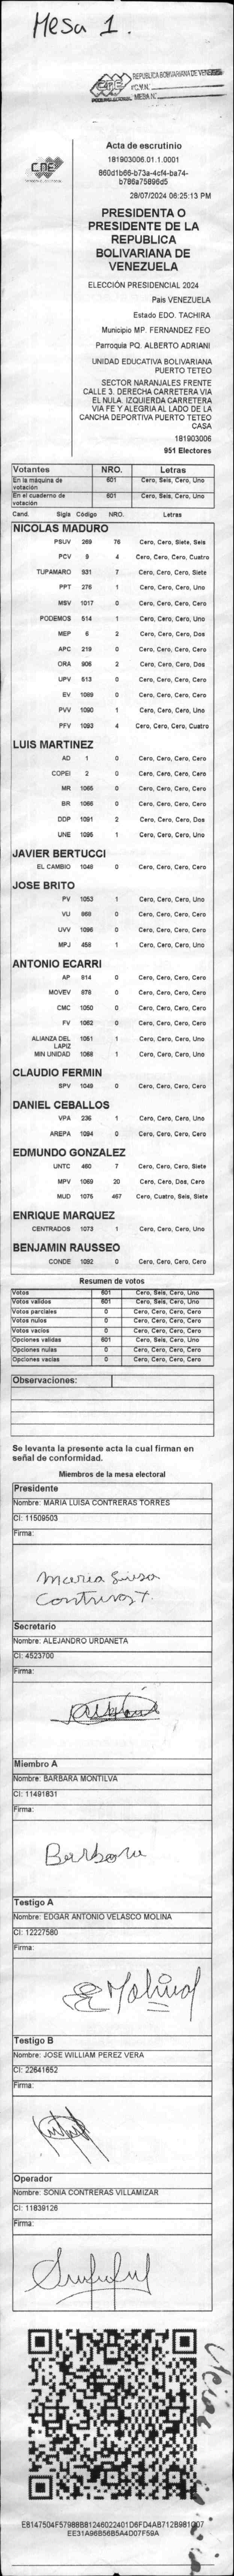 Mesa 1.
CNE
PODER ELECTORAL
REPUBLICA BOLIVARIANA DE VENEZUELA
MESA N°
CNE
Acta de escrutinio
181903006.01.1.0001
860d1b66-b73a-4cf4-ba74-
b786a75896d5
28/07/2024 06:25:13 PM
PRESIDENTA O
PRESIDENTE DE LA
REPUBLICA
BOLIVARIANA DE
VENEZUELA
ELECCIÓN PRESIDENCIAL 2024
Pais VENEZUELA
Estado EDO. TACHIRA
Municipio MP. FERNANDEZ FEO
Parroquia PQ. ALBERTO ADRIANI
UNIDAD EDUCATIVA BOLIVARIANA
PUERTO TETEO
SECTOR NARANJALES FRENTE
CALLE 3. DERECHA CARRETERA VIA
EL NULA. IZQUIERDA CARRETERA
VIA FE Y ALEGRIA AL LADO DE LA
CANCHA DEPORTIVA PUERTO TETEO
CASA
181903006
951 Electores
Votantes NRO. Letras
En la máquina de votación 601 Cero, Seis, Cero, Uno
En el cuaderno de votación 601 Cero, Seis, Cero, Uno
Cand. Sigla Código NRO. Letras
NICOLAS MADURO
PSUV 269 76 Cero, Cero, Siete, Seis
PCV 9 4 Cero, Cero, Cero, Cuatro
TUPAMARO 931 7 Cero, Cero, Cero, Siete
PPT 276 1 Cero, Cero, Cero, Uno
MSV 1017 0 Cero, Cero, Cero, Cero
PODEMOS 514 1 Cero, Cero, Cero, Uno
MEP 6 2 Cero, Cero, Cero, Dos
APC 219 0 Cero, Cero, Cero, Cero
ORA 906 2 Cero, Cero, Cero, Dos
UPV 513 0 Cero, Cero, Cero, Cero
EV 1089 0 Cero, Cero, Cero, Cero
PVV 1090 1 Cero, Cero, Cero, Uno
PFV 1093 4 Cero, Cero, Cero, Cuatro
LUIS MARTINEZ
AD 1 0 Cero, Cero, Cero, Cero
COPEI 2 0 Cero, Cero, Cero, Cero
MR 1065 0 Cero, Cero, Cero, Cero
BR 1066 0 Cero, Cero, Cero, Cero
DDP 1091 2 Cero, Cero, Cero, Dos
UNE 1095 1 Cero, Cero, Cero, Uno
JAVIER BERTUCCI
EL CAMBIO 1048 0 Cero, Cero, Cero, Cero
JOSE BRITO
PV 1053 1 Cero, Cero, Cero, Uno
VU 868 0 Cero, Cero, Cero, Cero
UVV 1096 0 Cero, Cero, Cero, Cero
MPJ 458 1 Cero, Cero, Cero, Uno
ANTONIO ECARRI
AP 914 0 Cero, Cero, Cero, Cero
MOVEV 978 0 Cero, Cero, Cero, Cero
CMC 1050 0 Cero, Cero, Cero, Cero
FV 1062 0 Cero, Cero, Cero, Cero
ALIANZA DEL LAPIZ 1051 1 Cero, Cero, Cero, Uno
MIN UNIDAD 1068 1 Cero, Cero, Cero, Uno
CLAUDIO FERMIN
SPV 1049 0 Cero, Cero, Cero, Cero
DANIEL CEBALLOS
VPA 236 1 Cero, Cero, Cero, Uno
AREPA 1094 0 Cero, Cero, Cero, Cero
EDMUNDO GONZALEZ
UNTC 460 7 Cero, Cero, Cero, Siete
MPV 1069 20 Cero, Cero, Dos, Cero
MUD 1075 467 Cero, Cuatro, Seis, Siete
ENRIQUE MARQUEZ
CENTRADOS 1073 1 Cero, Cero, Cero, Uno
BENJAMIN RAUSSEO
CONDE 1092 0 Cero, Cero, Cero, Cero
Resumen de votos
Votos 601 Cero, Seis, Cero, Uno
Votos validos 601 Cero, Seis, Cero, Uno
Votos parciales 0 Cero, Cero, Cero, Cero
Votos nulos 0 Cero, Cero, Cero, Cero
Votos vacios 0 Cero, Cero, Cero, Cero
Opciones validas 601 Cero, Seis, Cero, Uno
Opciones nulas 0 Cero, Cero, Cero, Cero
Opciones vacias 0 Cero, Cero, Cero, Cero
Observaciones:
Se levanta la presente acta la cual firman en
señal de conformidad.
Miembros de la mesa electoral
Presidente
Nombre: MARIA LUISA CONTRERAS TORRES
CI: 11509503
Firma:
Maria Luisa
Contreras T.
Secretario
Nombre: ALEJANDRO URDANETA
CI: 4523700
Firma:
Miembro A
Nombre: BARBARA MONTILVA
CI: 11491831
Firma:
Barbara
Testigo A
Nombre: EDGAR ANTONIO VELASCO MOLINA
CI: 12227580
Firma:
E Molina
Testigo B
Nombre: JOSE WILLIAM PEREZ VERA
CI: 22641652
Firma:
Operador
Nombre: SONIA CONTRERAS VILLAMIZAR
CI: 11839126
Firma:
EE31A96B56B5A4D07F59A